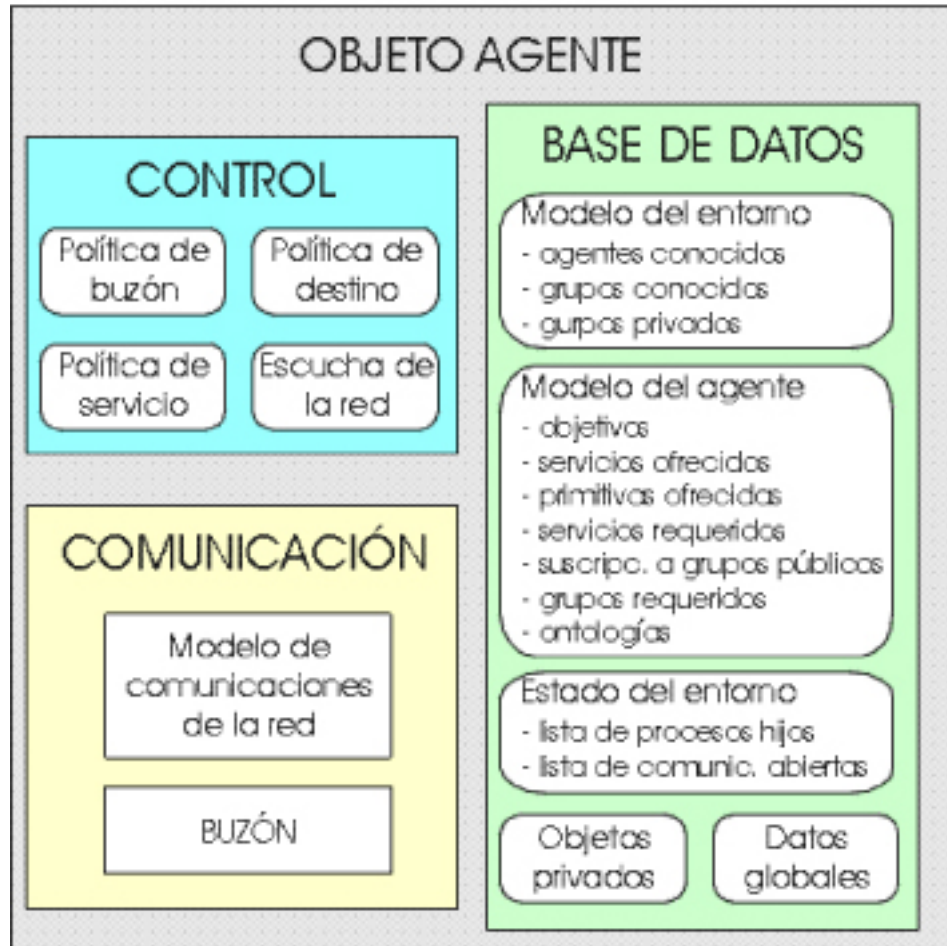 OBJETO AGENTE
CONTROL
Política de
buzón
Política de
destino
Política de
servicio
Escucha de
la red
COMUNICACIÓN
Modelo de
comunicaciones
de la red
BUZÓN
BASE DE DATOS
Modelo del entorno
- agentes conocidos
- grupos conocidos
- gurpos privados
Modelo del agente
- objetivos
- servicios ofrecidos
- primitivas ofrecidas
- servicios requeridos
- suscripc. a grupos públicos
- grupos requeridos
- ontologías
Estado del entorno
- lista de procesos hijos
- lista de comunic. abiertas
Objetos
privados
Datos
globales